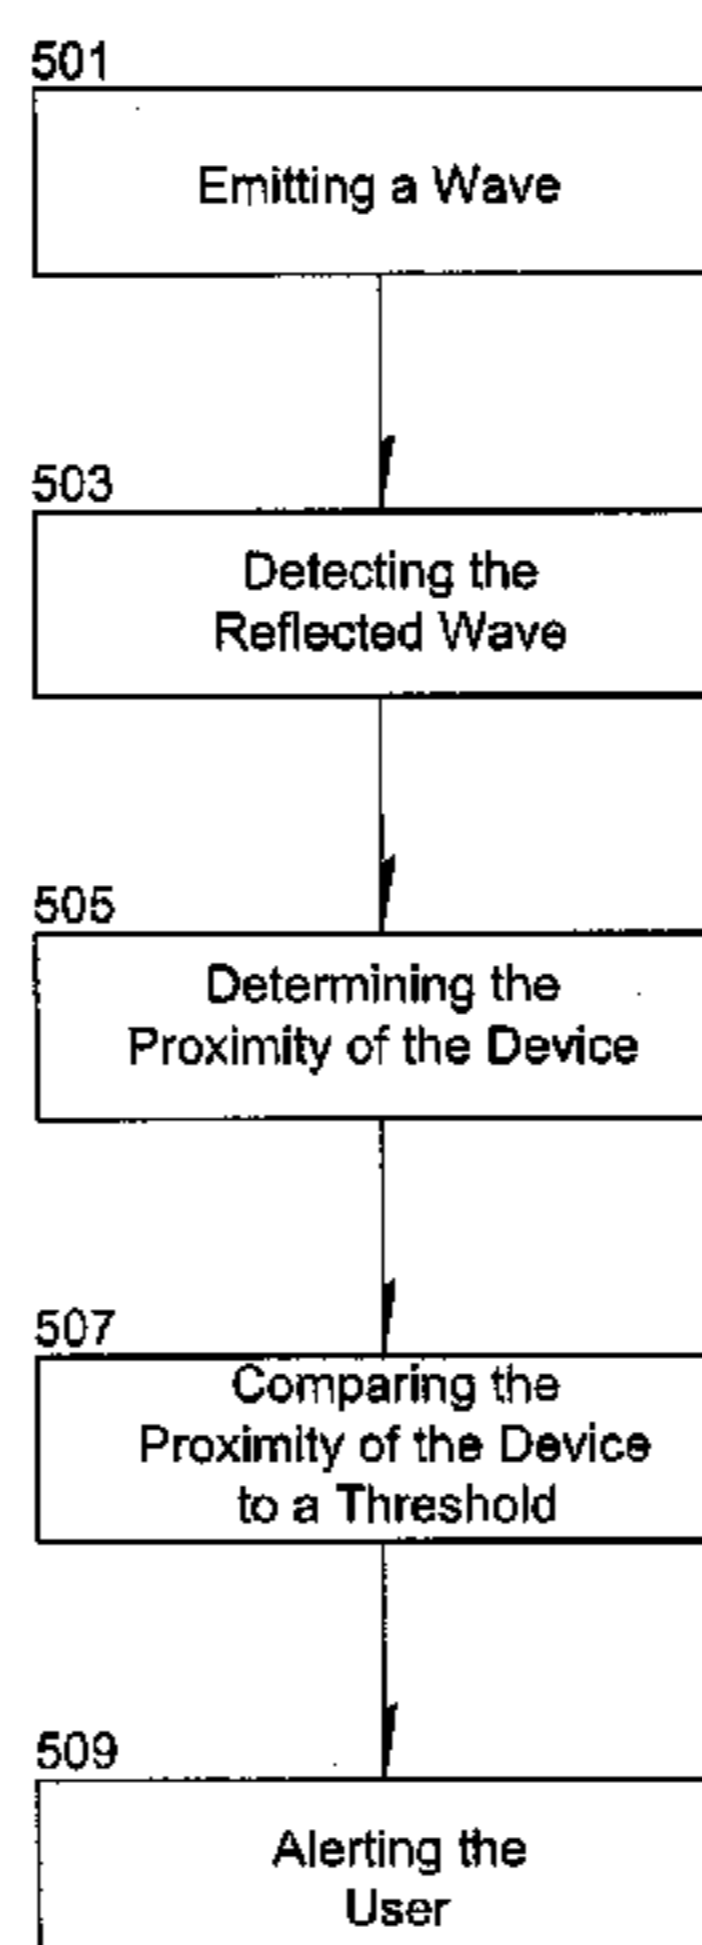 501
Emitting a Wave
503
Detecting the
Reflected Wave
505
Determining the
Proximity of the Device
507
Comparing the
Proximity of the Device
to a Threshold
509
Alerting the
User